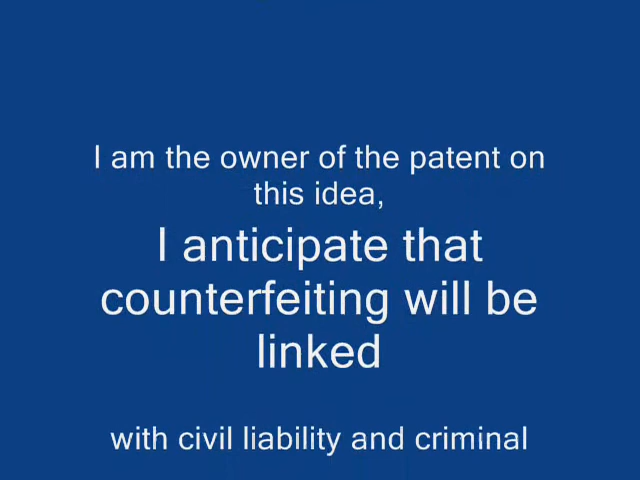 I am the owner of the patent on
this idea,
I anticipate that
counterfeiting will be
linked
with civil liability and criminal